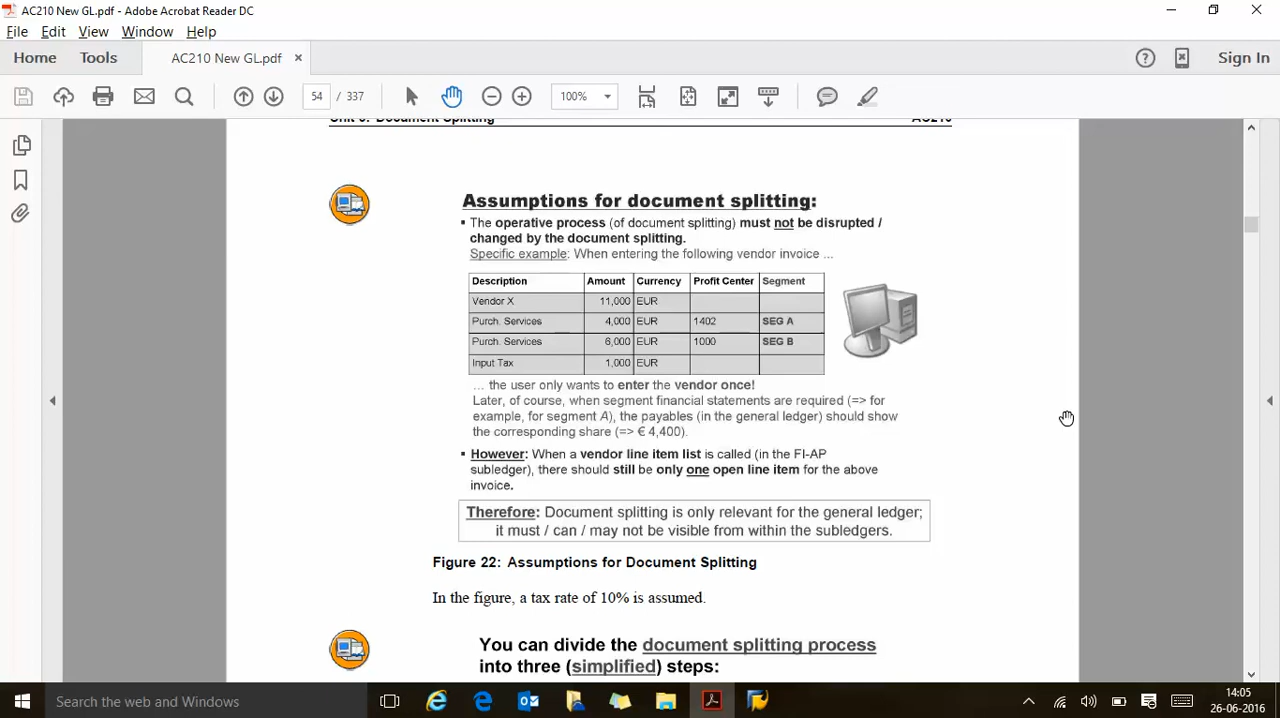 AC210 New GL.pdf - Adobe Acrobat Reader DC
File Edit View Window Help
Home Tools AC210 New GL.pdf ×
Sign In
54 / 337 100%
Unit 3: Document Splitting AC210
Assumptions for document splitting:
▪ The operative process (of document splitting) must not be disrupted /
changed by the document splitting.
Specific example: When entering the following vendor invoice ...
Description Amount Currency Profit Center Segment
Vendor X 11,000 EUR
Purch. Services 4,000 EUR 1402 SEG A
Purch. Services 6,000 EUR 1000 SEG B
Input Tax 1,000 EUR
... the user only wants to enter the vendor once!
Later, of course, when segment financial statements are required (=> for
example, for segment A), the payables (in the general ledger) should show
the corresponding share (=> € 4,400).
▪ However: When a vendor line item list is called (in the FI-AP
subledger), there should still be only one open line item for the above
invoice.
Therefore: Document splitting is only relevant for the general ledger;
it must / can / may not be visible from within the subledgers.
Figure 22: Assumptions for Document Splitting
In the figure, a tax rate of 10% is assumed.
You can divide the document splitting process
into three (simplified) steps:
Search the web and Windows
14:05
26-06-2016